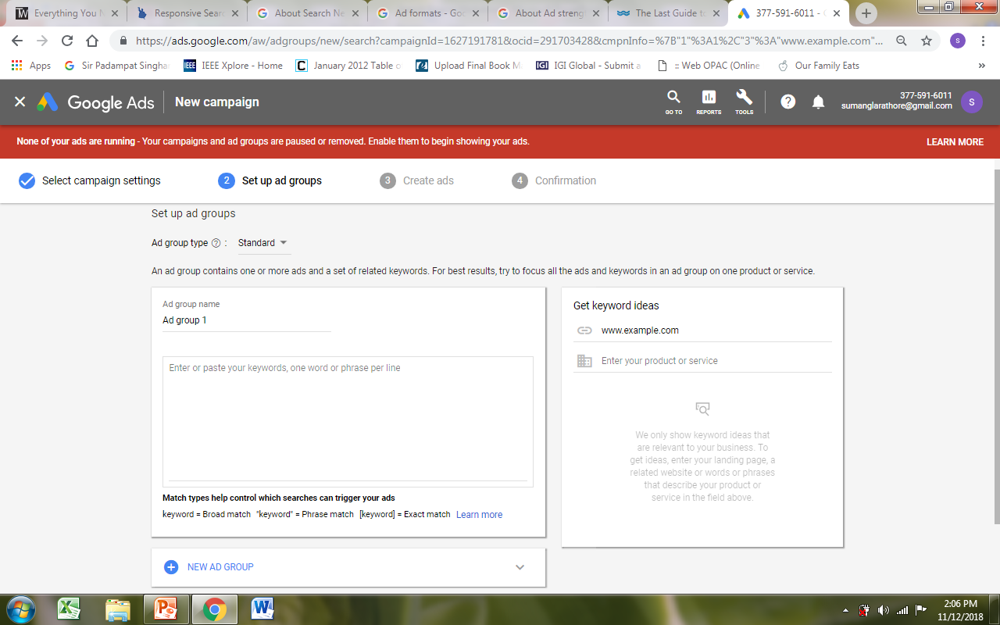 Everything You N
Responsive Sear
About Search Ne
Ad formats - Goo
About Ad streng
The Last Guide to
377-591-6011 - G
https://ads.google.com/aw/adgroups/new/search?campaignId=1627191781&ocid=291703428&cmpnInfo=%7B"1"%3A1%2C"3"%3A"www.example.com"...
S
Apps
Sir Padampat Singha
IEEE Xplore - Home
January 2012 Table o
Upload Final Book M
IGI Global - Submit a
:: Web OPAC (Online
Our Family Eats
»
Google Ads
New campaign
GO TO
REPORTS
TOOLS
377-591-6011
sumanglarathore@gmail.com
S
None of your ads are running - Your campaigns and ad groups are paused or removed. Enable them to begin showing your ads.
LEARN MORE
Select campaign settings
2 Set up ad groups
3 Create ads
4 Confirmation
Set up ad groups
Ad group type ? : Standard
An ad group contains one or more ads and a set of related keywords. For best results, try to focus all the ads and keywords in an ad group on one product or service.
Ad group name
Ad group 1
Enter or paste your keywords, one word or phrase per line
Match types help control which searches can trigger your ads
keyword = Broad match "keyword" = Phrase match [keyword] = Exact match Learn more
NEW AD GROUP
Get keyword ideas
www.example.com
Enter your product or service
We only show keyword ideas that
are relevant to your business. To
get ideas, enter your landing page, a
related website or words or phrases
that describe your product or
service in the field above.
2:06 PM
11/12/2018